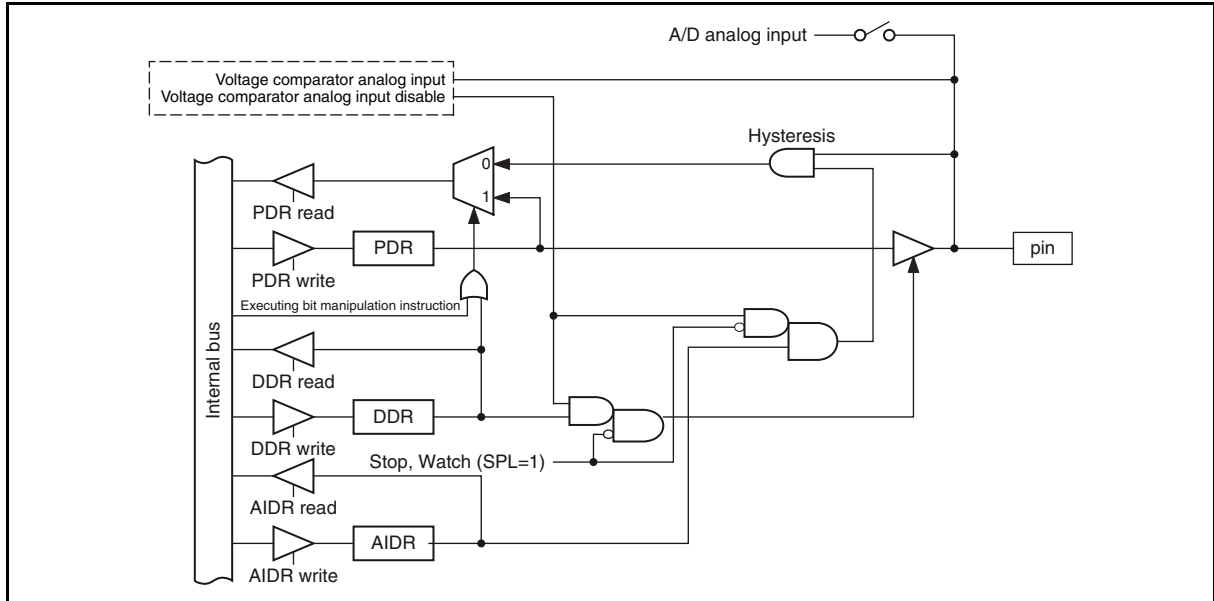 A/D analog input
Voltage comparator analog input
Voltage comparator analog input disable
Hysteresis
0
1
PDR read
PDR
pin
PDR write
Executing bit manipulation instruction
Internal bus
DDR read
DDR
DDR write
Stop, Watch (SPL=1)
AIDR read
AIDR
AIDR write